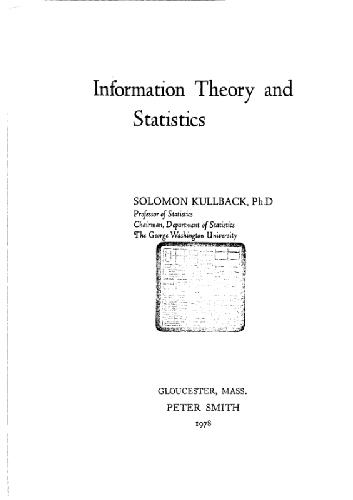 Information Theory and
Statistics
SOLOMON KULLBACK, Ph.D
Professor of Statistics
Chairman, Department of Statistics
The George Washington University
GLOUCESTER, MASS.
PETER SMITH
1978